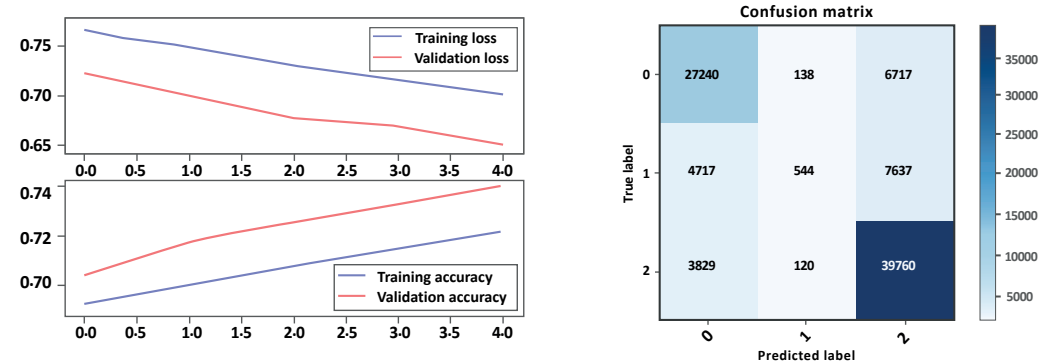 0.75
0.70
0.65
Training loss
Validation loss
0.0 0.5 1.0 1.5 2.0 2.5 3.0 3.5 4.0
0.74
0.72
0.70
Training accuracy
Validation accuracy
0.0 0.5 1.0 1.5 2.0 2.5 3.0 3.5 4.0
Confusion matrix
True label
0 27240 138 6717
1 4717 544 7637
2 3829 120 39760
0 1 2
Predicted label
35000
30000
25000
20000
15000
10000
5000